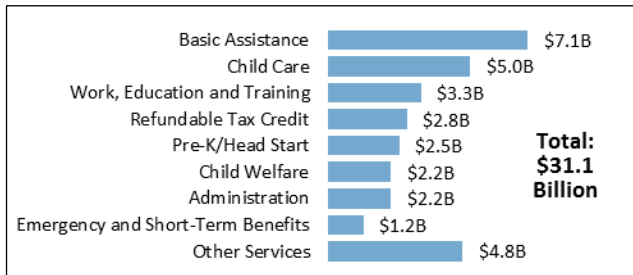 Basic Assistance $7.1B
Child Care $5.0B
Work, Education and Training $3.3B
Refundable Tax Credit $2.8B
Pre-K/Head Start $2.5B
Child Welfare $2.2B
Administration $2.2B
Emergency and Short-Term Benefits $1.2B
Other Services $4.8B
Total:
$31.1
Billion